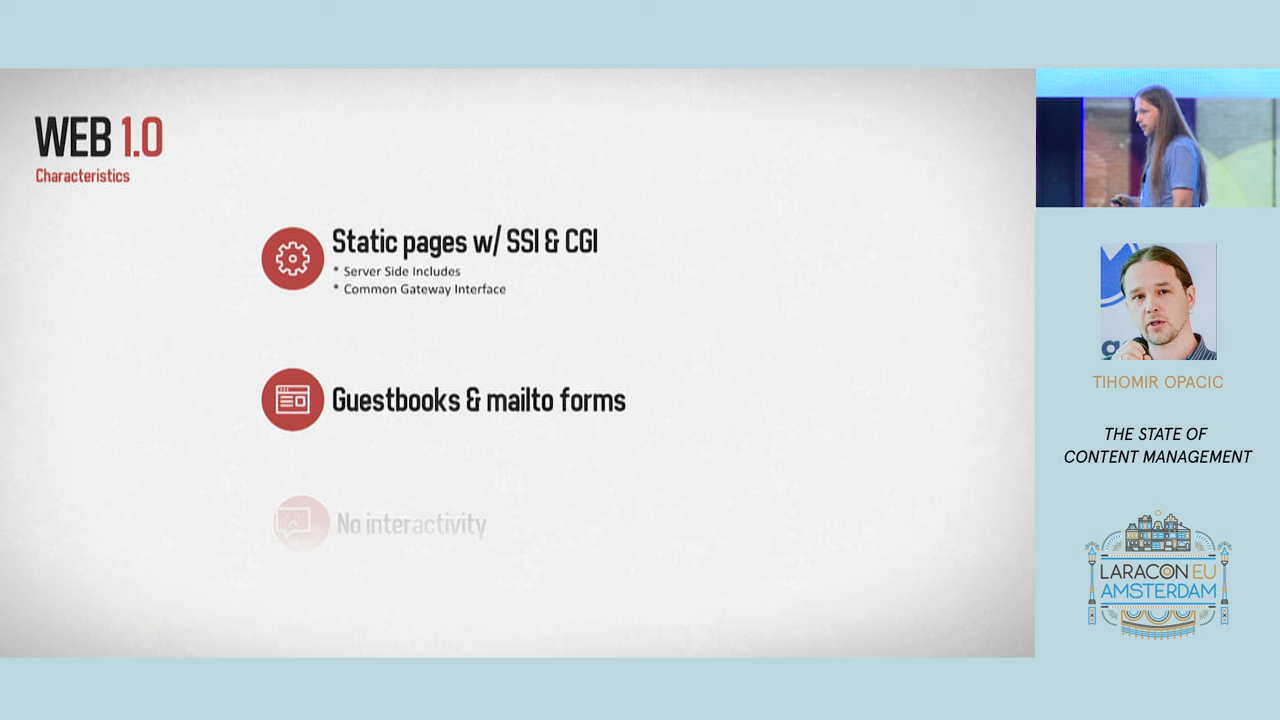 WEB 1.0
Characteristics
Static pages w/ SSI & CGI
* Server Side Includes
* Common Gateway Interface
Guestbooks & mailto forms
No interactivity
TIHOMIR OPACIC
THE STATE OF
CONTENT MANAGEMENT
LARACON EU
AMSTERDAM